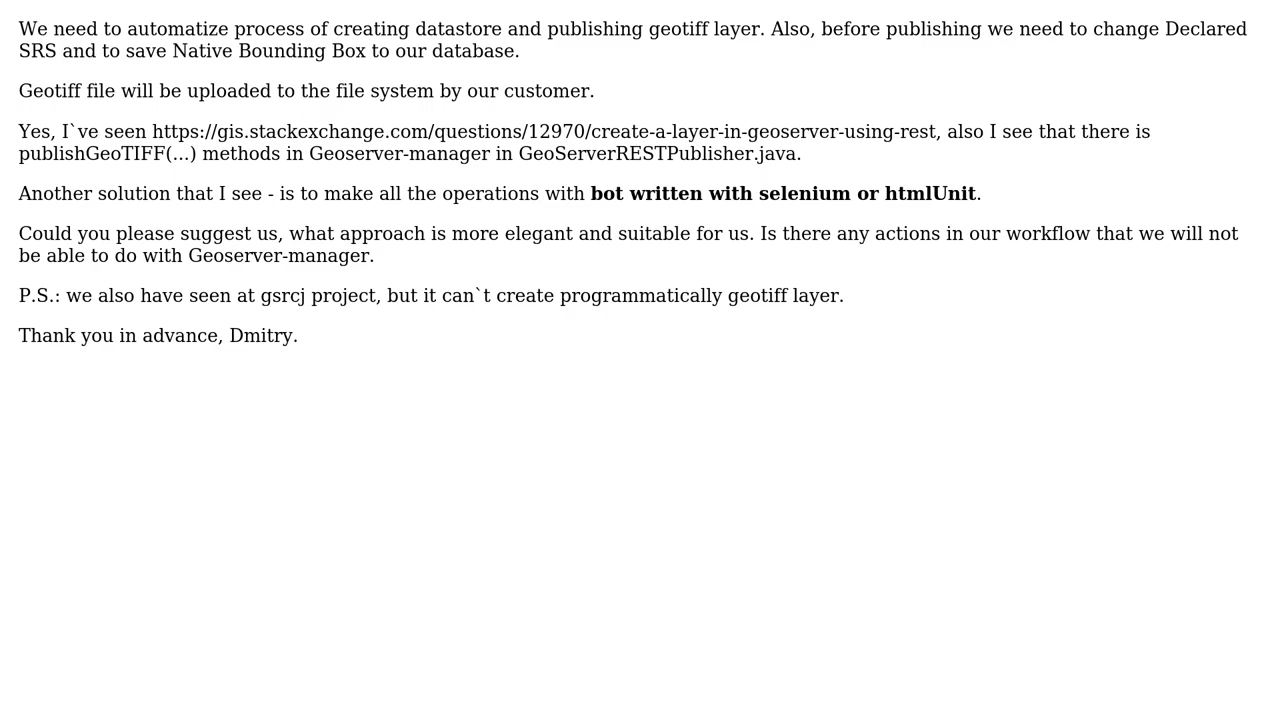 We need to automatize process of creating datastore and publishing geotiff layer. Also, before publishing we need to change Declared
SRS and to save Native Bounding Box to our database.
Geotiff file will be uploaded to the file system by our customer.
Yes, I`ve seen https://gis.stackexchange.com/questions/12970/create-a-layer-in-geoserver-using-rest, also I see that there is
publishGeoTIFF(...) methods in Geoserver-manager in GeoServerRESTPublisher.java.
Another solution that I see - is to make all the operations with bot written with selenium or htmlUnit.
Could you please suggest us, what approach is more elegant and suitable for us. Is there any actions in our workflow that we will not
be able to do with Geoserver-manager.
P.S.: we also have seen at gsrcj project, but it can`t create programmatically geotiff layer.
Thank you in advance, Dmitry.